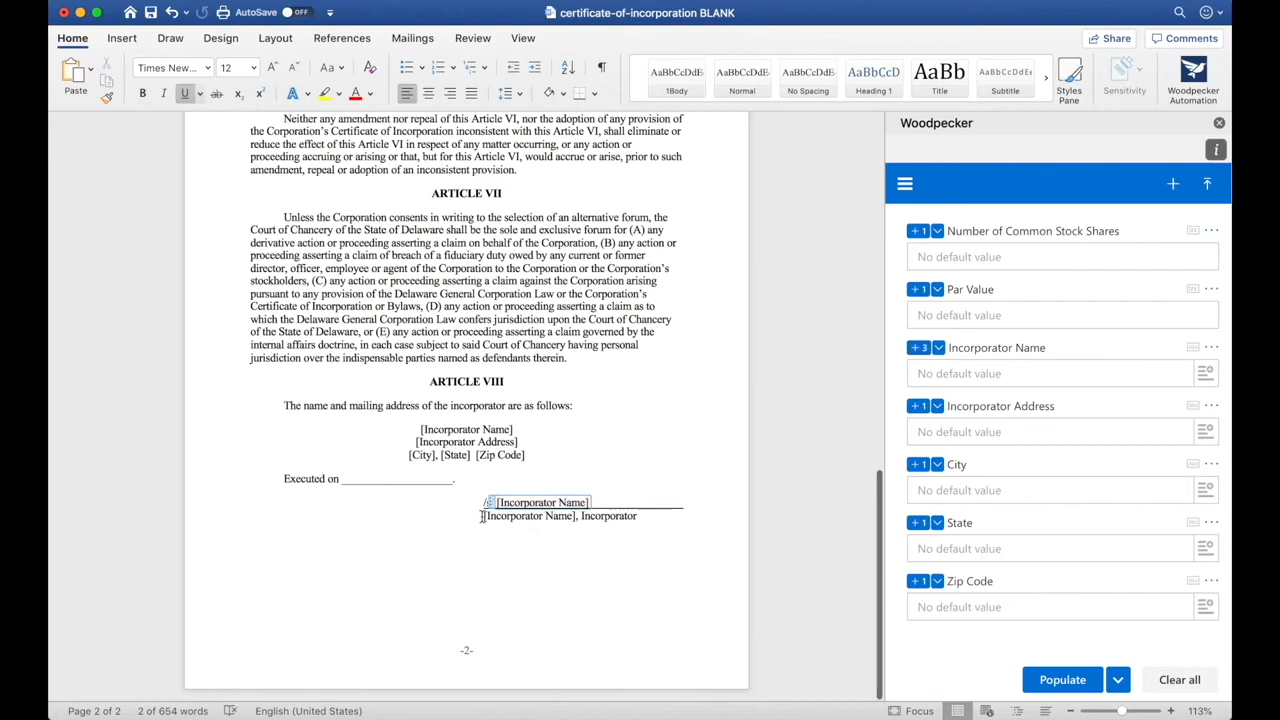 AutoSave OFF
certificate-of-incorporation BLANK
Home Insert Draw Design Layout References Mailings Review View
Share Comments
Paste
Times New... 12
Aa
B I U ab x₂ x² A A
AaBbCcDdE AaBbCcDdE AaBbCcDdE AaBbCcD AaBb AaBbCcDdE
1Body Normal No Spacing Heading 1 Title Subtitle
Styles Pane
Sensitivity
Woodpecker Automation
Neither any amendment nor repeal of this Article VI, nor the adoption of any provision of
the Corporation's Certificate of Incorporation inconsistent with this Article VI, shall eliminate or
reduce the effect of this Article VI in respect of any matter occurring, or any action or
proceeding accruing or arising or that, but for this Article VI, would accrue or arise, prior to such
amendment, repeal or adoption of an inconsistent provision.
ARTICLE VII
Unless the Corporation consents in writing to the selection of an alternative forum, the
Court of Chancery of the State of Delaware shall be the sole and exclusive forum for (A) any
derivative action or proceeding asserting a claim on behalf of the Corporation, (B) any action or
proceeding asserting a claim of breach of a fiduciary duty owed by any current or former
director, officer, employee or agent of the Corporation to the Corporation or the Corporation's
stockholders, (C) any action or proceeding asserting a claim against the Corporation arising
pursuant to any provision of the Delaware General Corporation Law or the Corporation's
Certificate of Incorporation or Bylaws, (D) any action or proceeding asserting a claim as to
which the Delaware General Corporation Law confers jurisdiction upon the Court of Chancery
of the State of Delaware, or (E) any action or proceeding asserting a claim governed by the
internal affairs doctrine, in each case subject to said Court of Chancery having personal
jurisdiction over the indispensable parties named as defendants therein.
ARTICLE VIII
The name and mailing address of the incorporator are as follows:
[Incorporator Name]
[Incorporator Address]
[City], [State] [Zip Code]
Executed on ____________________.
[Incorporator Name]
[Incorporator Name], Incorporator
-2-
Woodpecker
+ 1 Number of Common Stock Shares
No default value
+ 1 Par Value
No default value
+ 3 Incorporator Name
No default value
+ 1 Incorporator Address
No default value
+ 1 City
No default value
+ 1 State
No default value
+ 1 Zip Code
No default value
Populate Clear all
Page 2 of 2 2 of 654 words English (United States) Focus 113%